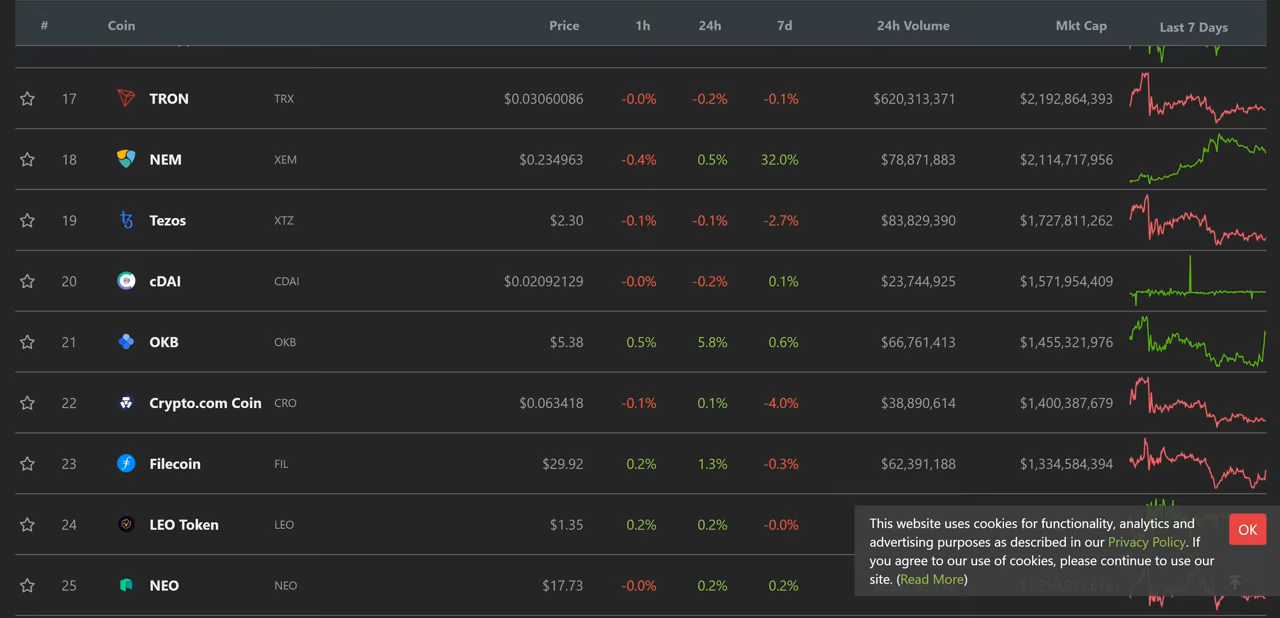 # Coin Price 1h 24h 7d 24h Volume Mkt Cap Last 7 Days
17 TRON TRX $0.03060086 -0.0% -0.2% -0.1% $620,313,371 $2,192,864,393
18 NEM XEM $0.234963 -0.4% 0.5% 32.0% $78,871,883 $2,114,717,956
19 Tezos XTZ $2.30 -0.1% -0.1% -2.7% $83,829,390 $1,727,811,262
20 cDAI CDAI $0.02092129 -0.0% -0.2% 0.1% $23,744,925 $1,571,954,409
21 OKB OKB $5.38 0.5% 5.8% 0.6% $66,761,413 $1,455,321,976
22 Crypto.com Coin CRO $0.063418 -0.1% 0.1% -4.0% $38,890,614 $1,400,387,679
23 Filecoin FIL $29.92 0.2% 1.3% -0.3% $62,391,188 $1,334,584,394
24 LEO Token LEO $1.35 0.2% 0.2% -0.0%
25 NEO NEO $17.73 -0.0% 0.2% 0.2%
This website uses cookies for functionality, analytics and
advertising purposes as described in our Privacy Policy. If
you agree to our use of cookies, please continue to use our
site. (Read More)
OK